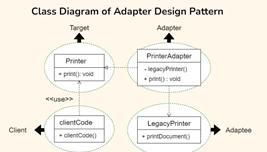 Class Diagram of Adapter Design Pattern
Target
Adapter
Printer
+ print(): void
PrinterAdapter
- legacyPrinter()
+ print() : void
<<use>>
clientCode
+ clientCode()
Client
LegacyPrinter
+ printDocument()
Adaptee